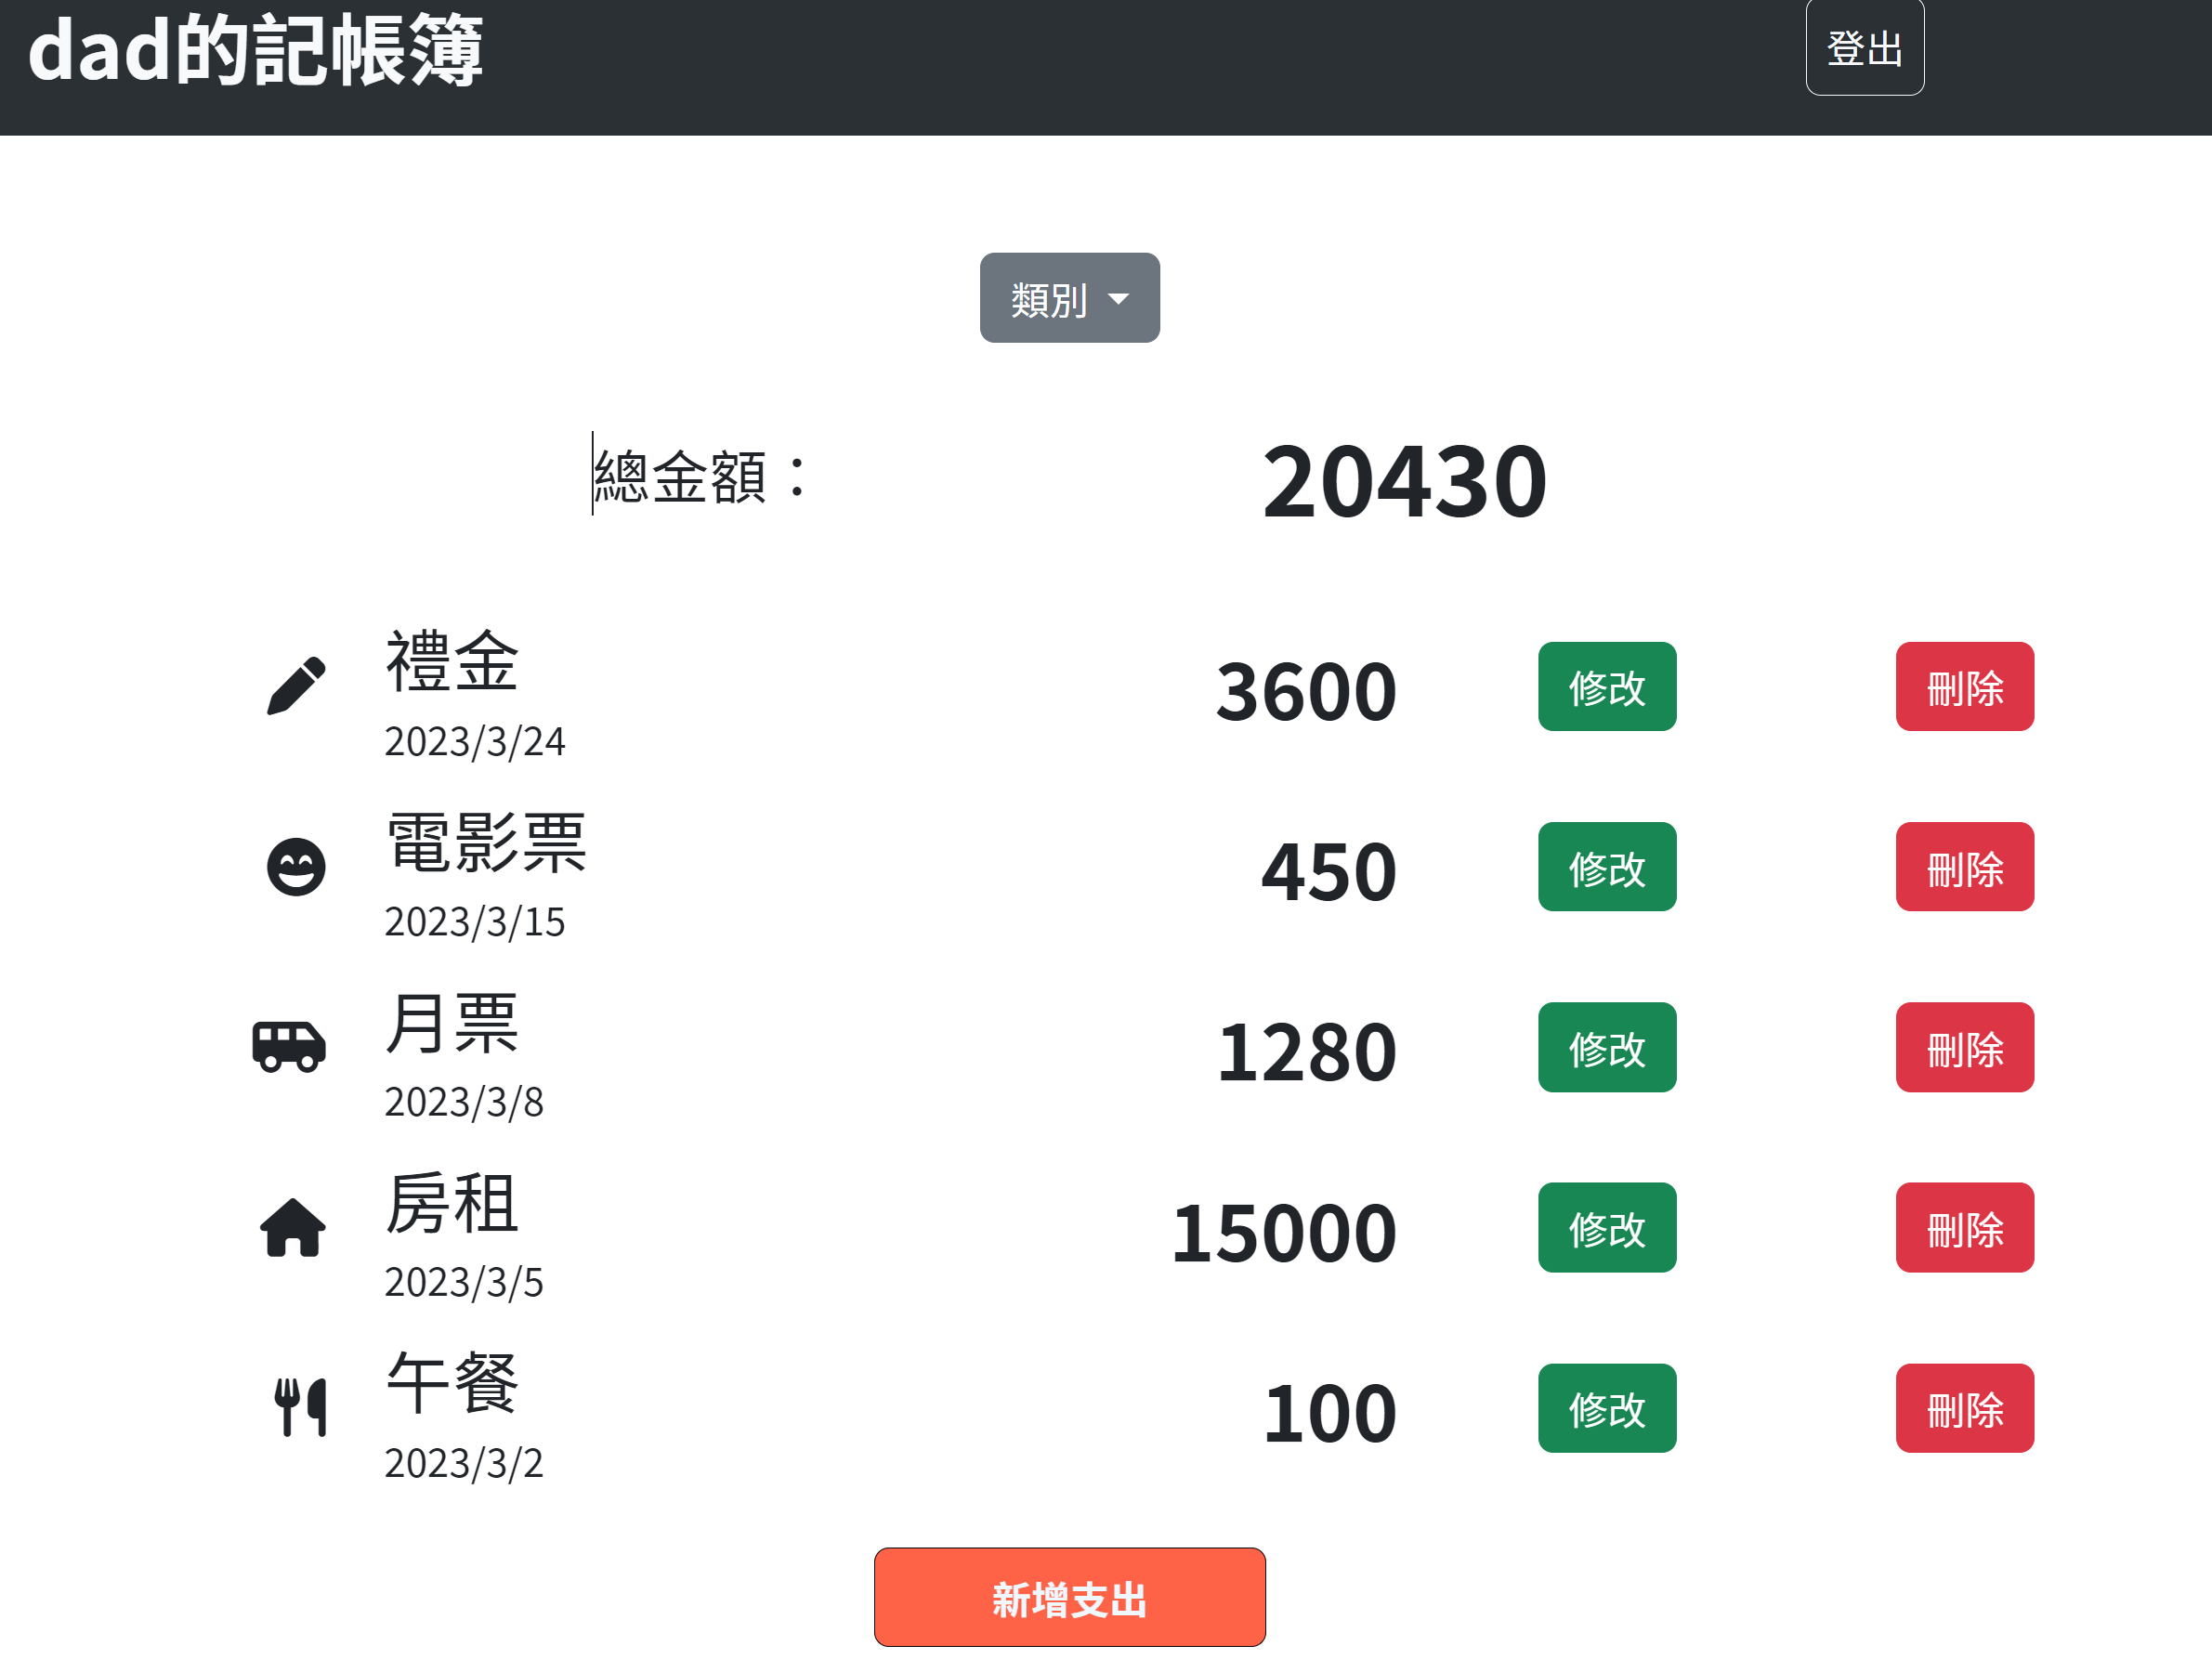 dad的記帳簿 登出
類別
總金額： 20430
禮金 3600 修改 刪除
2023/3/24
電影票 450 修改 刪除
2023/3/15
月票 1280 修改 刪除
2023/3/8
房租 15000 修改 刪除
2023/3/5
午餐 100 修改 刪除
2023/3/2
新增支出